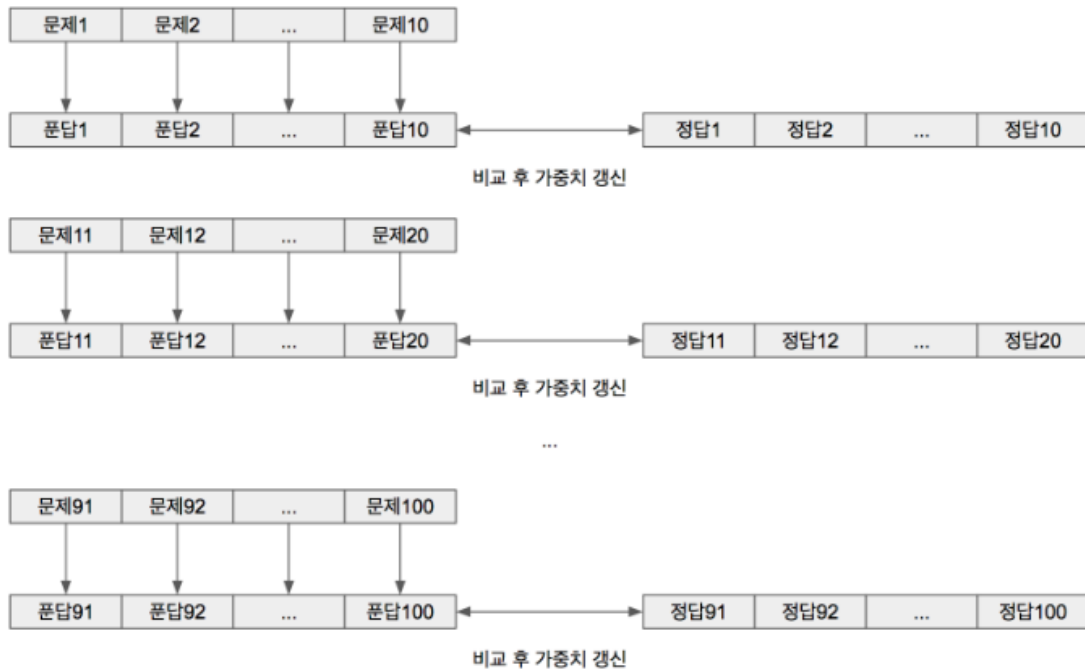 문제1 문제2 ... 문제10
푼답1 푼답2 ... 푼답10 정답1 정답2 ... 정답10
비교 후 가중치 갱신
문제11 문제12 ... 문제20
푼답11 푼답12 ... 푼답20 정답11 정답12 ... 정답20
비교 후 가중치 갱신
...
문제91 문제92 ... 문제100
푼답91 푼답92 ... 푼답100 정답91 정답92 ... 정답100
비교 후 가중치 갱신